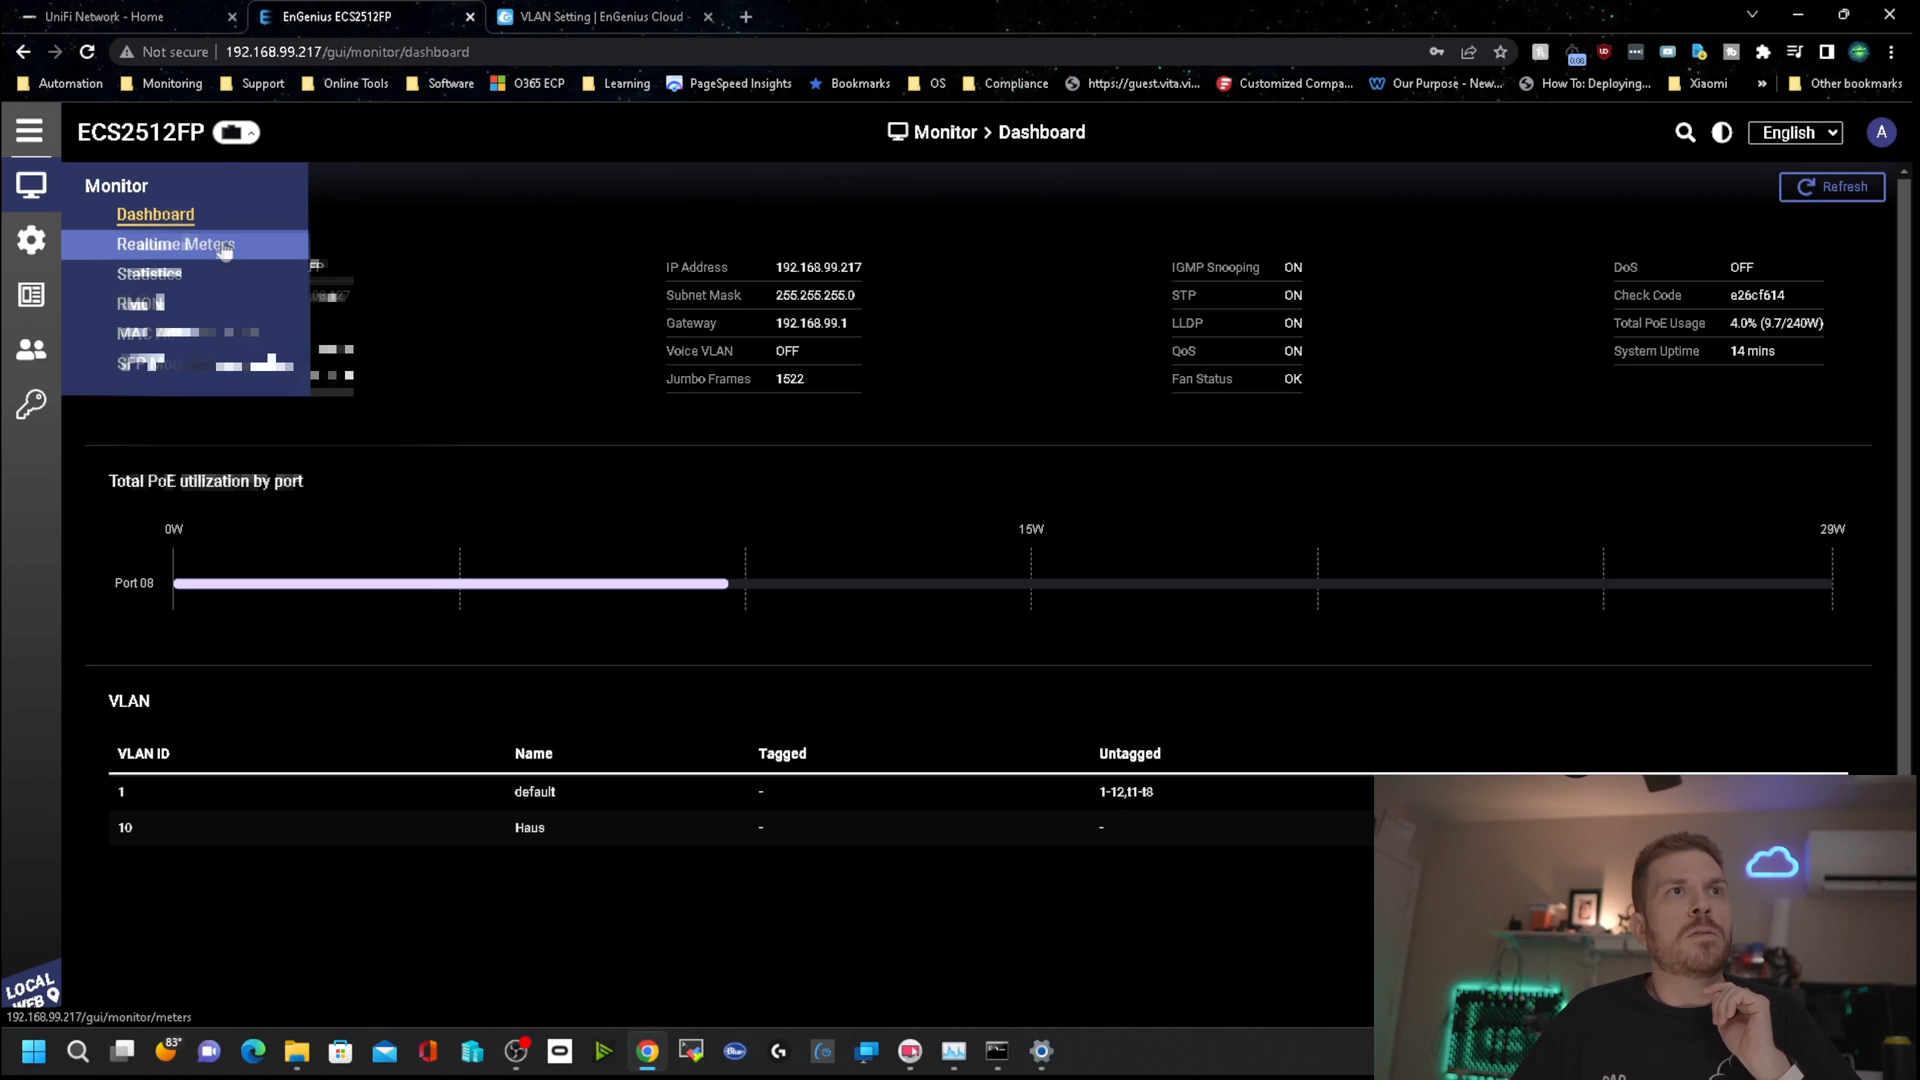 UniFi Network - Home
EnGenius ECS2512FP
VLAN Setting | EnGenius Cloud -
Not secure
192.168.99.217/gui/monitor/dashboard
0.08
Automation
Monitoring
Support
Online Tools
Software
O365 ECP
Learning
PageSpeed Insights
Bookmarks
OS
Compliance
https://guest.vita.vi...
Customized Compa...
Our Purpose - New...
How To: Deploying...
Xiaomi
»
Other bookmarks
ECS2512FP
Monitor > Dashboard
English
A
Monitor
Dashboard
Realtime Meters
Statistics
RMON
Refresh
IP Address 192.168.99.217
Subnet Mask 255.255.255.0
Gateway 192.168.99.1
Voice VLAN OFF
Jumbo Frames 1522
IGMP Snooping ON
STP ON
LLDP ON
QoS ON
Fan Status OK
DoS OFF
Check Code e26cf614
Total PoE Usage 4.0% (9.7/240W)
System Uptime 14 mins
Total PoE utilization by port
0W 15W 29W
Port 08
VLAN
VLAN ID Name Tagged Untagged
1 default - 1-12,t1-t8
10 Haus - -
LOCAL
WEB
192.168.99.217/gui/monitor/meters
83°
Blue